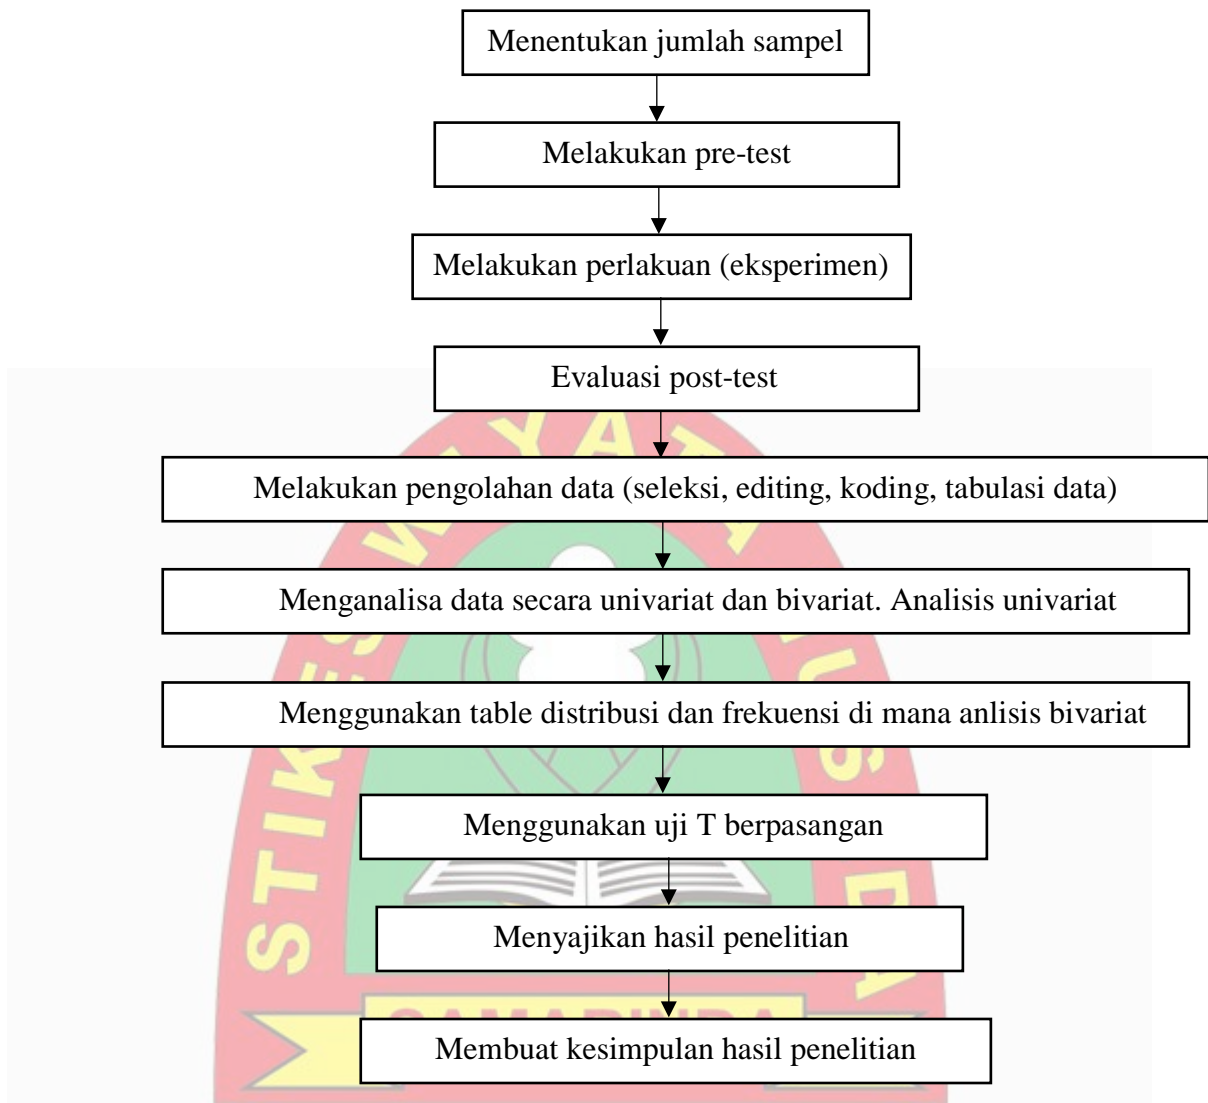 Menentukan jumlah sampel
Melakukan pre-test
Melakukan perlakuan (eksperimen)
Evaluasi post-test
Melakukan pengolahan data (seleksi, editing, koding, tabulasi data)
Menganalisa data secara univariat dan bivariat. Analisis univariat
Menggunakan table distribusi dan frekuensi di mana anlisis bivariat
Menggunakan uji T berpasangan
Menyajikan hasil penelitian
Membuat kesimpulan hasil penelitian
STIKES